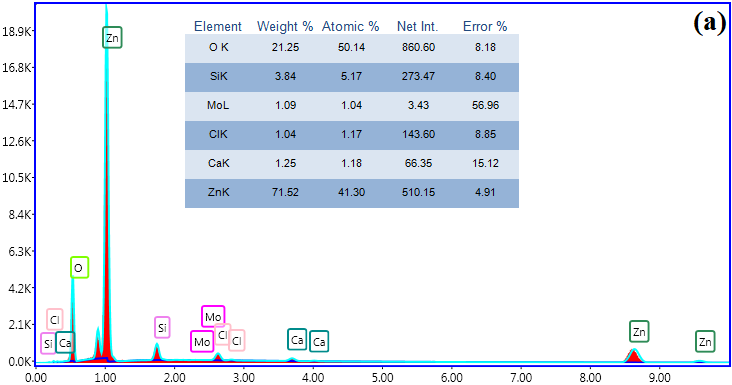 (a)
Element Weight % Atomic % Net Int. Error %
O K 21.25 50.14 860.60 8.18
SiK 3.84 5.17 273.47 8.40
MoL 1.09 1.04 3.43 56.96
ClK 1.04 1.17 143.60 8.85
CaK 1.25 1.18 66.35 15.12
ZnK 71.52 41.30 510.15 4.91
18.9K
16.8K
14.7K
12.6K
10.5K
8.4K
6.3K
4.2K
2.1K
0.0K
Zn
O
Cl
Si Ca
Si
Mo
Mo Cl Cl
Ca Ca
Zn Zn
0.00 1.00 2.00 3.00 4.00 5.00 6.00 7.00 8.00 9.00